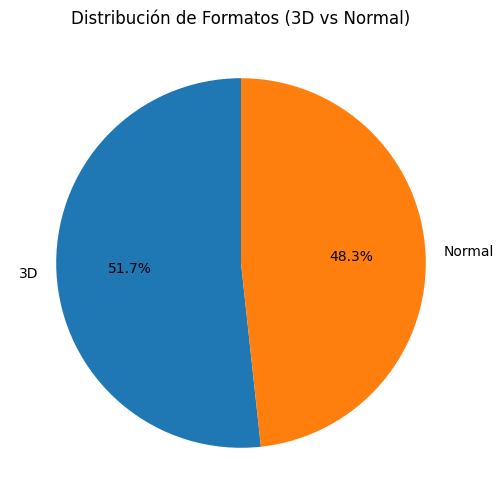 Distribución de Formatos (3D vs Normal)
48.3%
Normal
3D
51.7%